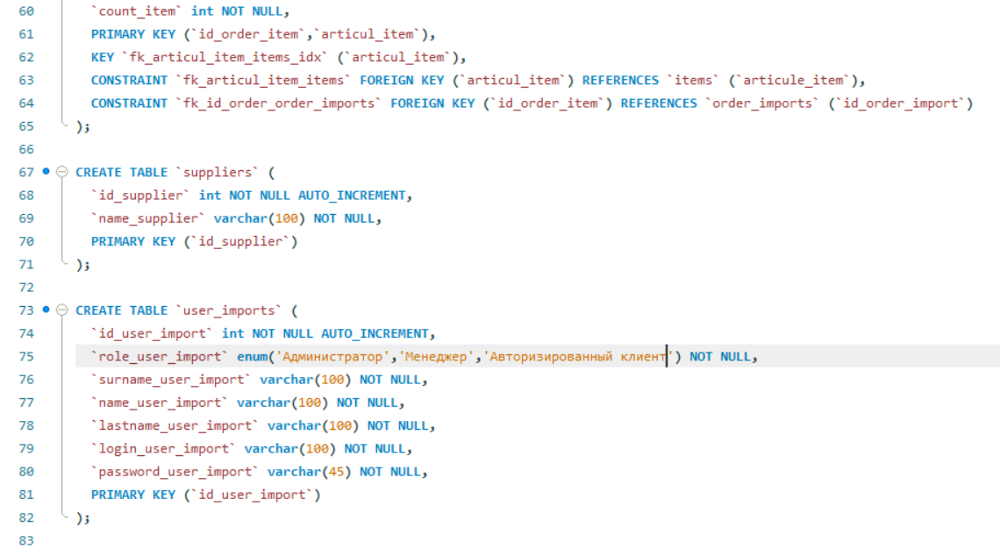 60 `count_item` int NOT NULL,
61 PRIMARY KEY (`id_order_item`,`articul_item`),
62 KEY `fk_articul_item_items_idx` (`articul_item`),
63 CONSTRAINT `fk_articul_item_items` FOREIGN KEY (`articul_item`) REFERENCES `items` (`articule_item`),
64 CONSTRAINT `fk_id_order_order_imports` FOREIGN KEY (`id_order_item`) REFERENCES `order_imports` (`id_order_import`)
65 );
66
67 CREATE TABLE `suppliers` (
68 `id_supplier` int NOT NULL AUTO_INCREMENT,
69 `name_supplier` varchar(100) NOT NULL,
70 PRIMARY KEY (`id_supplier`)
71 );
72
73 CREATE TABLE `user_imports` (
74 `id_user_import` int NOT NULL AUTO_INCREMENT,
75 `role_user_import` enum('Администратор','Менеджер','Авторизированный клиент') NOT NULL,
76 `surname_user_import` varchar(100) NOT NULL,
77 `name_user_import` varchar(100) NOT NULL,
78 `lastname_user_import` varchar(100) NOT NULL,
79 `login_user_import` varchar(100) NOT NULL,
80 `password_user_import` varchar(45) NOT NULL,
81 PRIMARY KEY (`id_user_import`)
82 );
83